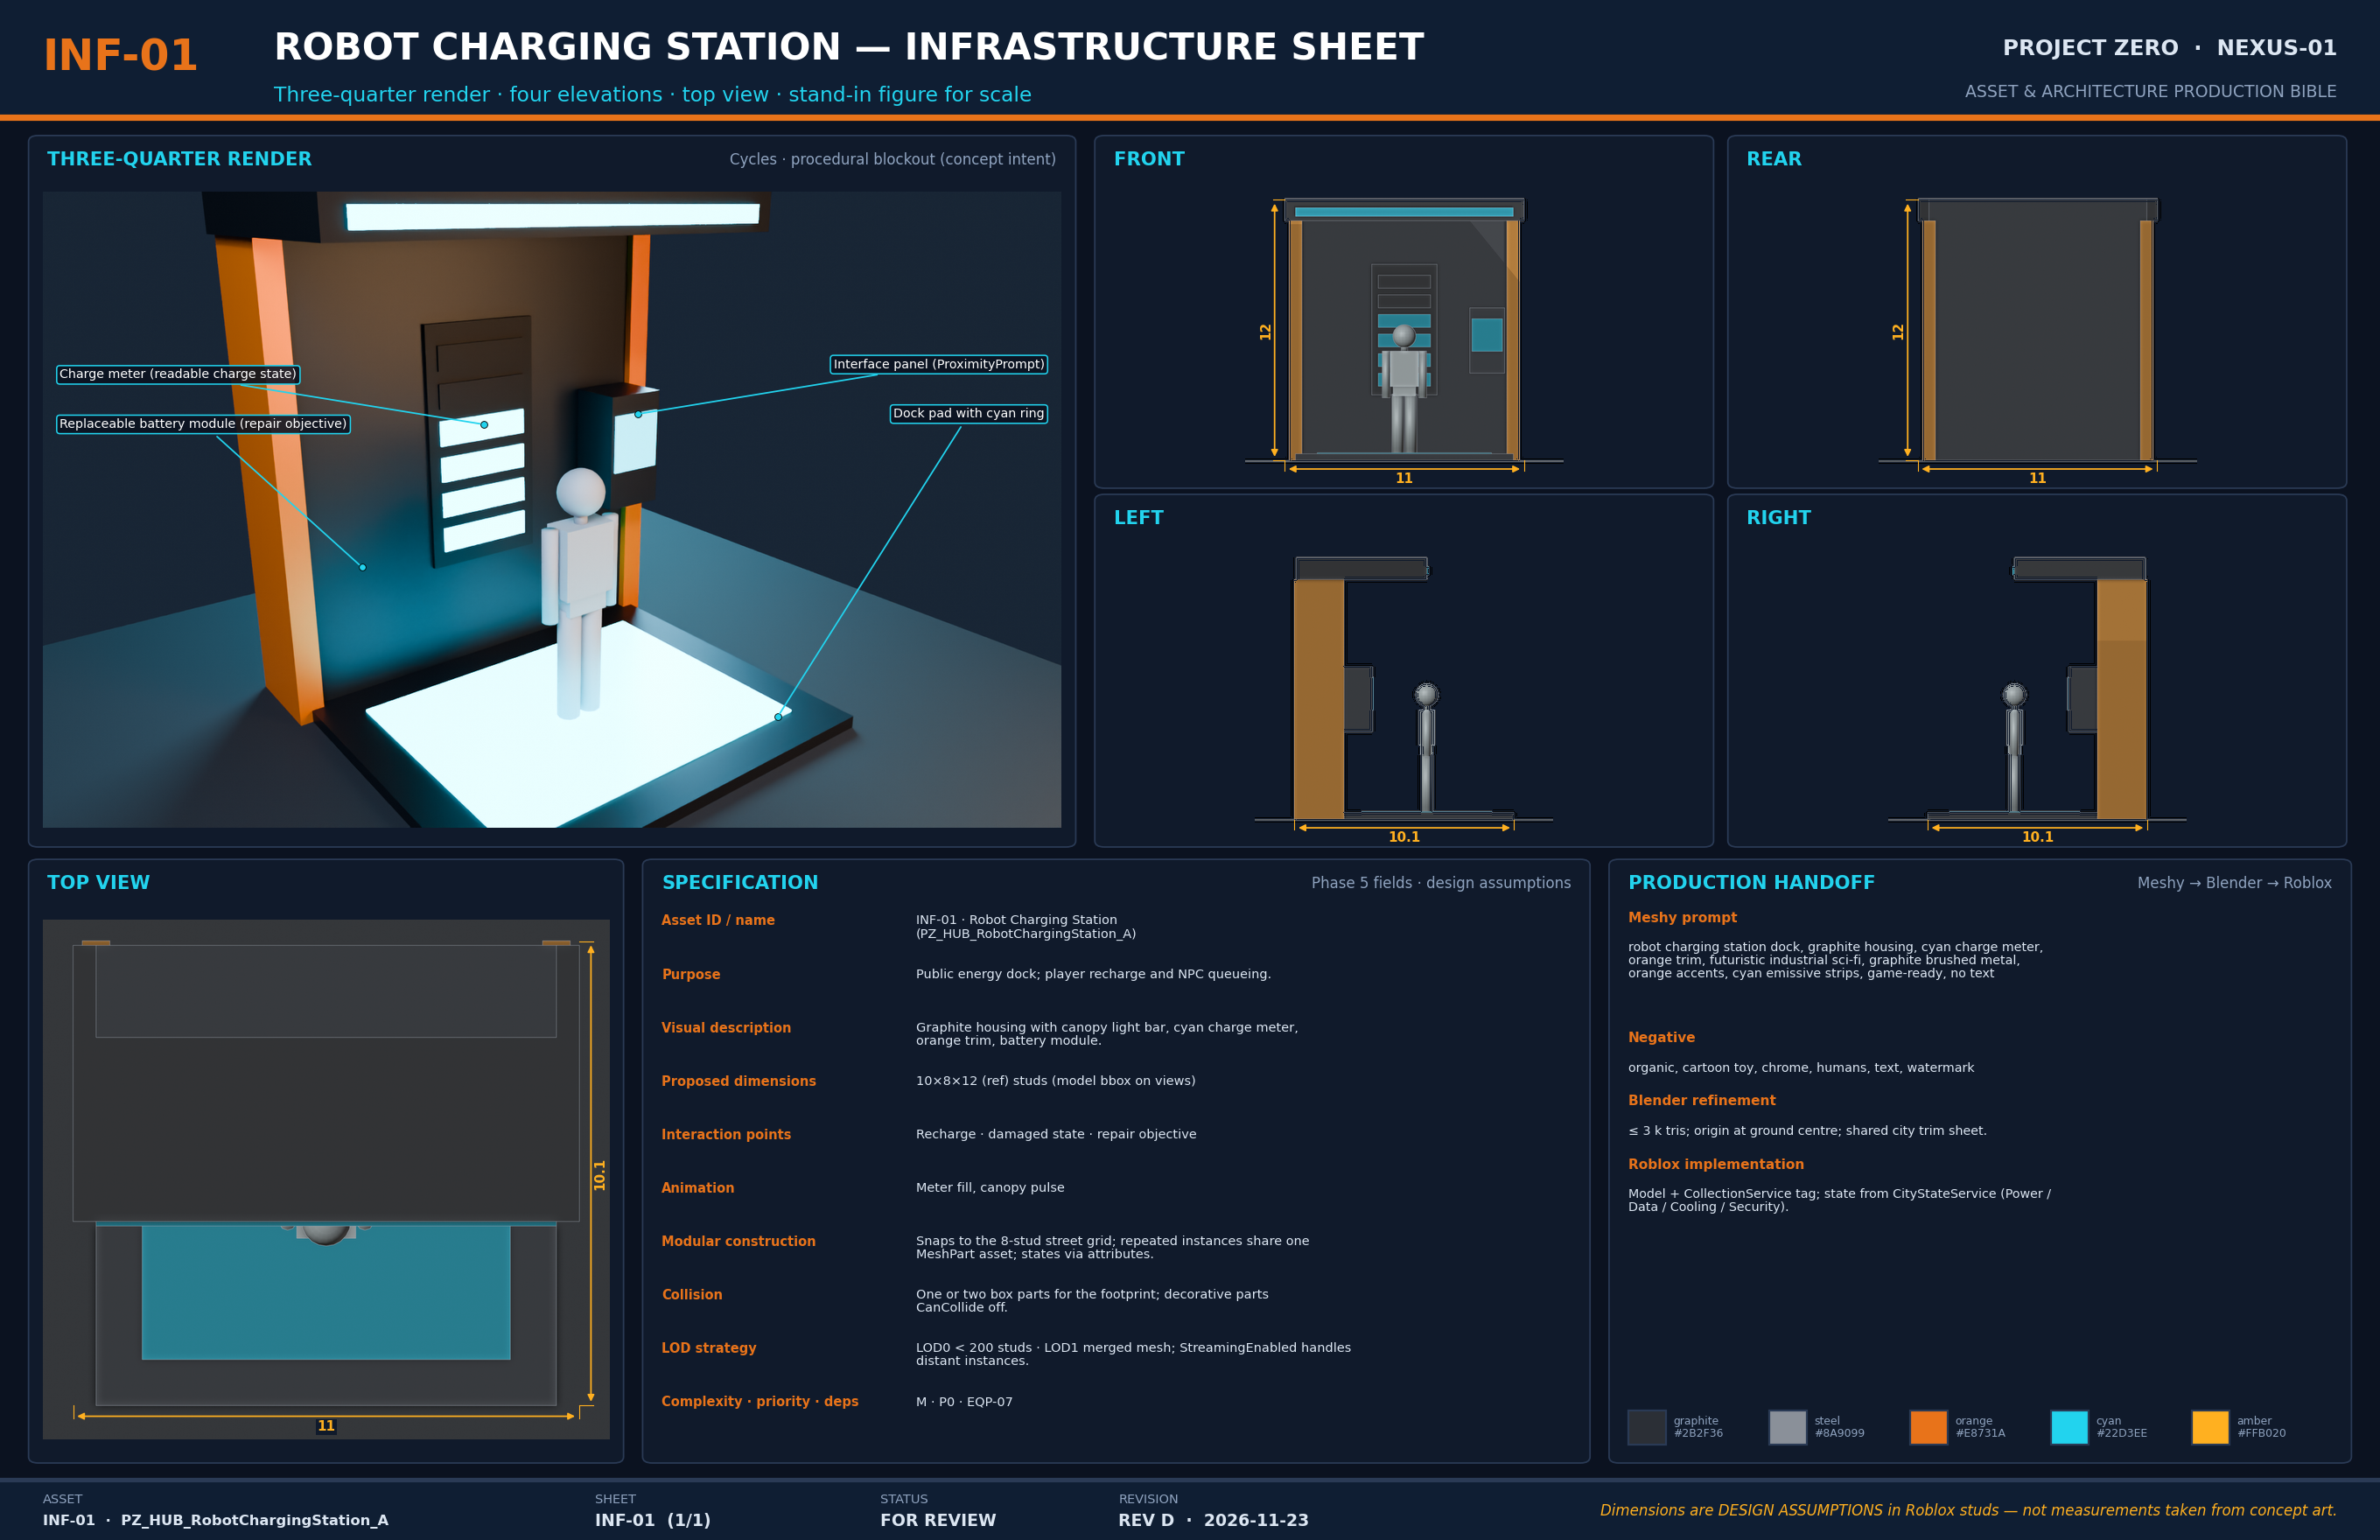 INF-01
ROBOT CHARGING STATION — INFRASTRUCTURE SHEET
Three-quarter render · four elevations · top view · stand-in figure for scale
PROJECT ZERO · NEXUS-01
ASSET & ARCHITECTURE PRODUCTION BIBLE
THREE-QUARTER RENDER
Cycles · procedural blockout (concept intent)
Charge meter (readable charge state)
Replaceable battery module (repair objective)
Interface panel (ProximityPrompt)
Dock pad with cyan ring
FRONT
12
11
REAR
12
11
LEFT
10.1
RIGHT
10.1
TOP VIEW
10.1
11
SPECIFICATION
Phase 5 fields · design assumptions
Asset ID / name
INF-01 · Robot Charging Station
(PZ_HUB_RobotChargingStation_A)
Purpose
Public energy dock; player recharge and NPC queueing.
Visual description
Graphite housing with canopy light bar, cyan charge meter,
orange trim, battery module.
Proposed dimensions
10×8×12 (ref) studs (model bbox on views)
Interaction points
Recharge · damaged state · repair objective
Animation
Meter fill, canopy pulse
Modular construction
Snaps to the 8-stud street grid; repeated instances share one
MeshPart asset; states via attributes.
Collision
One or two box parts for the footprint; decorative parts
CanCollide off.
LOD strategy
LOD0 < 200 studs · LOD1 merged mesh; StreamingEnabled handles
distant instances.
Complexity · priority · deps
M · P0 · EQP-07
PRODUCTION HANDOFF
Meshy → Blender → Roblox
Meshy prompt
robot charging station dock, graphite housing, cyan charge meter,
orange trim, futuristic industrial sci-fi, graphite brushed metal,
orange accents, cyan emissive strips, game-ready, no text
Negative
organic, cartoon toy, chrome, humans, text, watermark
Blender refinement
≤ 3 k tris; origin at ground centre; shared city trim sheet.
Roblox implementation
Model + CollectionService tag; state from CityStateService (Power /
Data / Cooling / Security).
graphite
#2B2F36
steel
#8A9099
orange
#E8731A
cyan
#22D3EE
amber
#FFB020
ASSET
INF-01 · PZ_HUB_RobotChargingStation_A
SHEET
INF-01 (1/1)
STATUS
FOR REVIEW
REVISION
REV D · 2026-11-23
Dimensions are DESIGN ASSUMPTIONS in Roblox studs — not measurements taken from concept art.